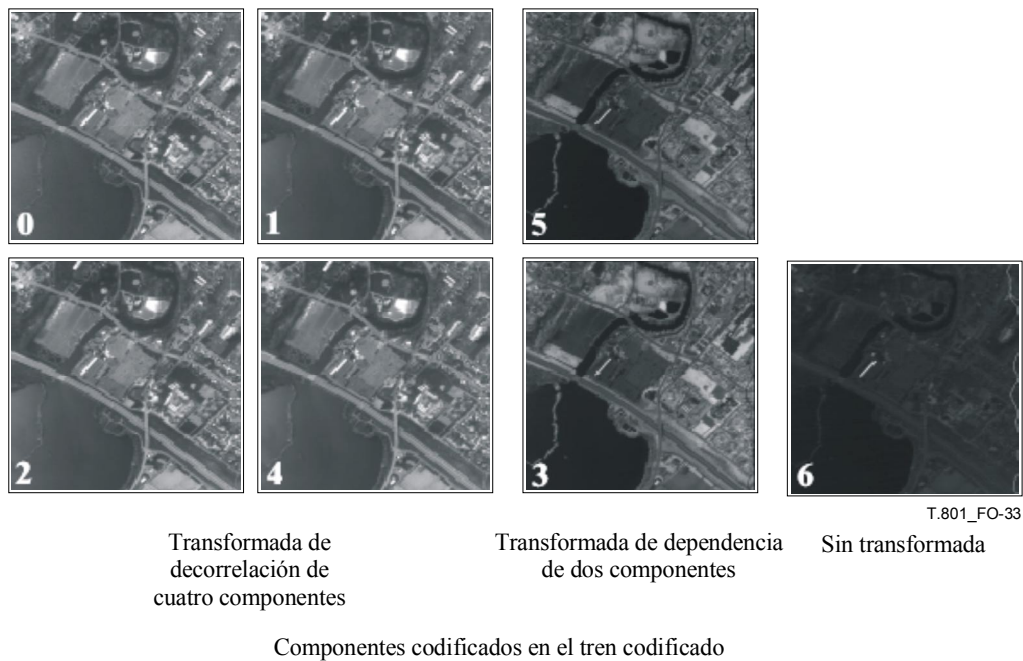 0
1
5
2
4
3
6
T.801_FO-33
Transformada de
decorrelación de
cuatro componentes
Transformada de dependencia
de dos componentes
Sin transformada
Componentes codificados en el tren codificado